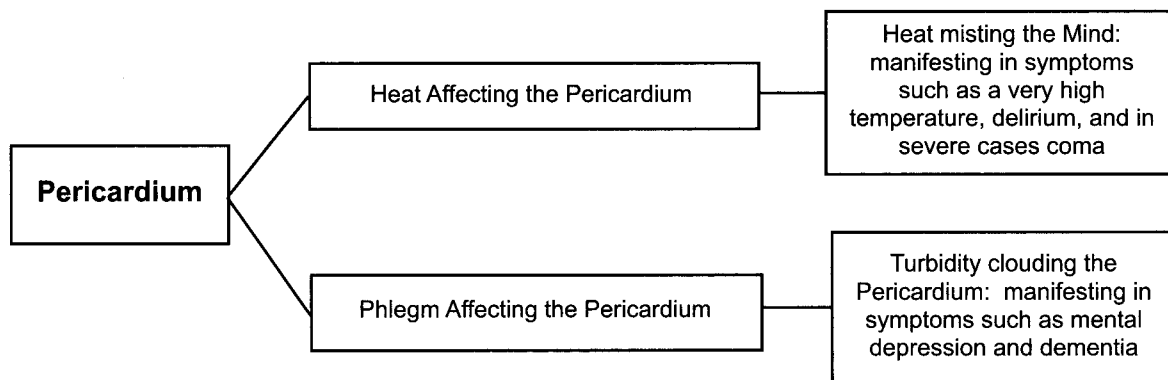 Pericardium
Heat Affecting the Pericardium
Heat misting the Mind:
manifesting in symptoms
such as a very high
temperature, delirium, and in
severe cases coma
Phlegm Affecting the Pericardium
Turbidity clouding the
Pericardium: manifesting in
symptoms such as mental
depression and dementia